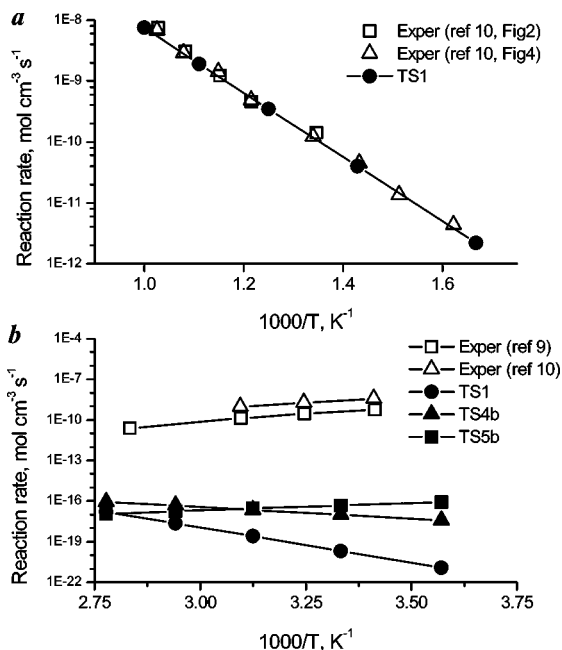 a
1E-8
1E-9
1E-10
1E-11
1E-12
Reaction rate, mol cm⁻³ s⁻¹
Exper (ref 10, Fig2)
Exper (ref 10, Fig4)
TS1
1.0 1.2 1.4 1.6
1000/T, K⁻¹
b
1E-4
1E-7
1E-10
1E-13
1E-16
1E-19
1E-22
Reaction rate, mol cm⁻³ s⁻¹
Exper (ref 9)
Exper (ref 10)
TS1
TS4b
TS5b
2.75 3.00 3.25 3.50 3.75
1000/T, K⁻¹